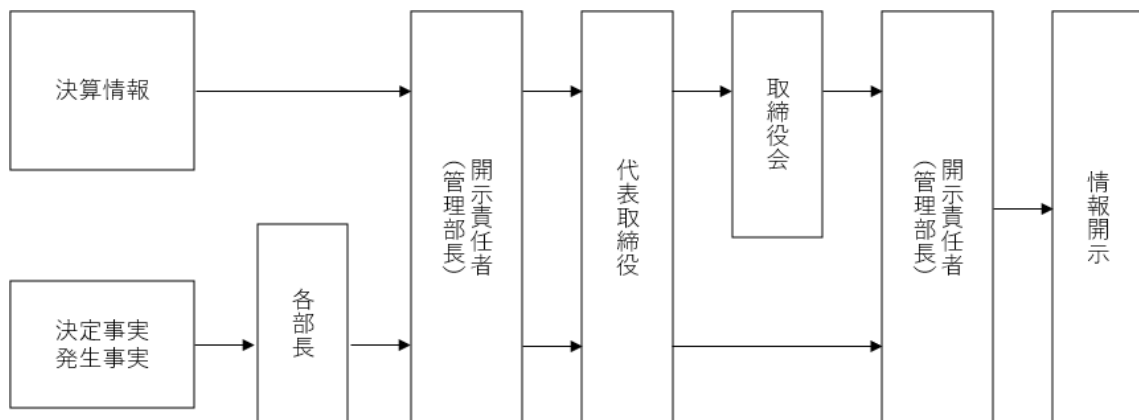 決算情報
決定事実
発生事実
各部長
開示責任者
（管理部長）
代表取締役
取締役会
開示責任者
（管理部長）
情報開示